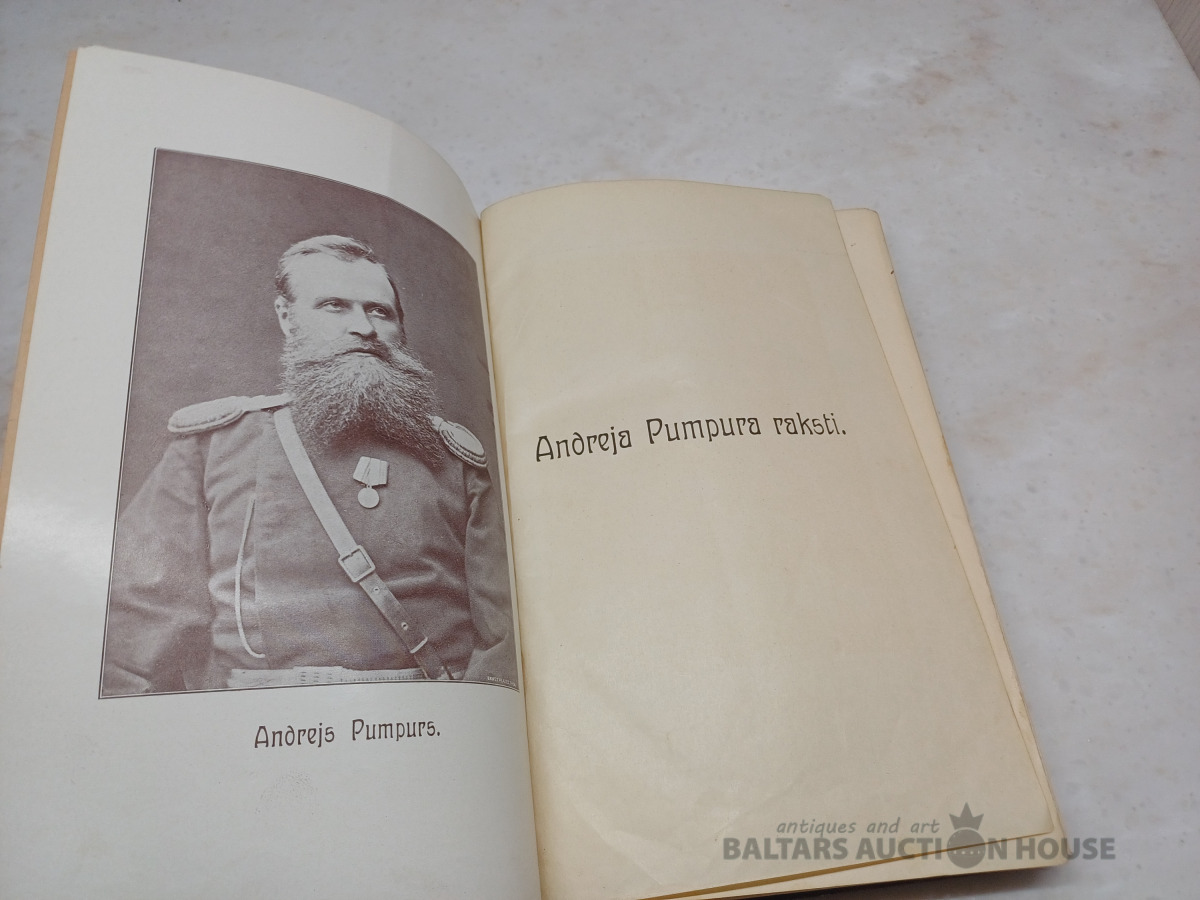 Andrejs Pumpurs.
Andreja Pumpura raksti.
antiques and art
BALTARS AUCTION HOUSE